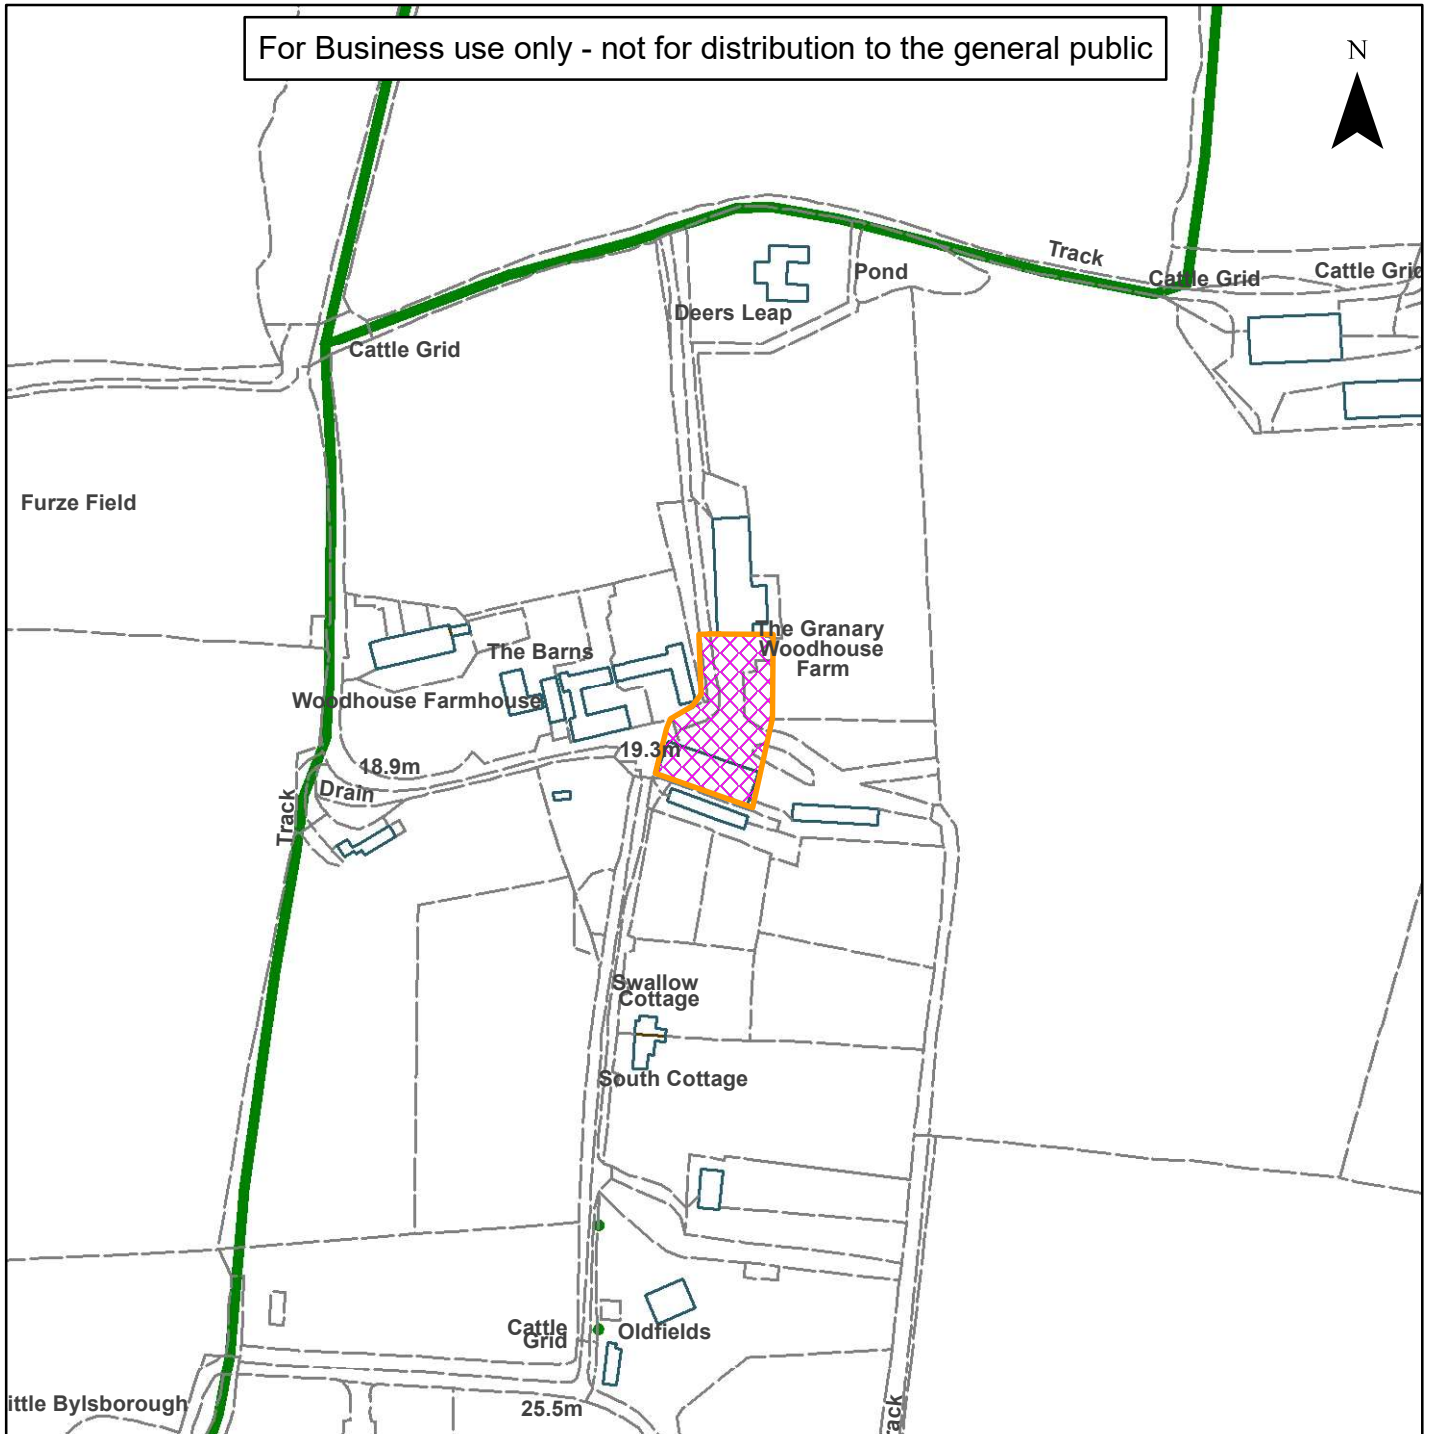 For Business use only - not for distribution to the general public
N
Track
Pond
Cattle Grid
Cattle Grid
Deers Leap
Cattle Grid
Furze Field
The Granary
Woodhouse
Farm
The Barns
Woodhouse Farmhouse
19.3m
18.9m
Drain
Track
Swallow
Cottage
South Cottage
Cattle
Grid
Oldfields
ittle Bylsborough
25.5m
rack